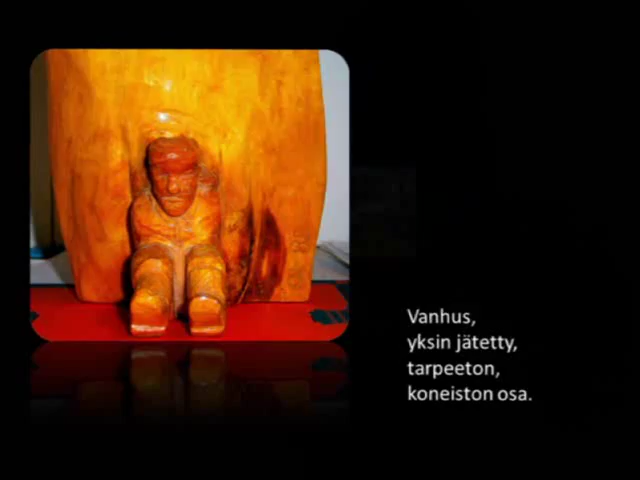 Vanhus,
yksin jätetty,
tarpeeton,
koneiston osa.